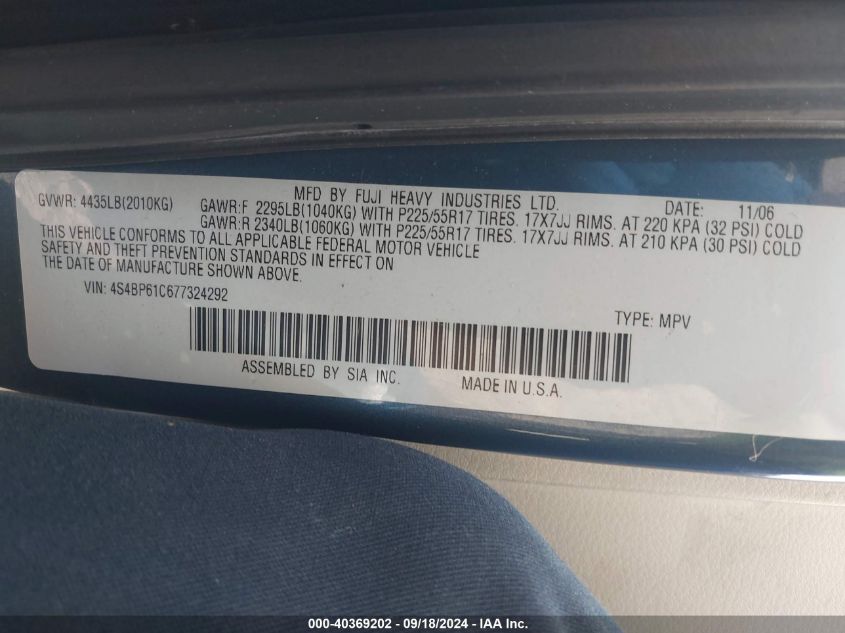 MFD BY FUJI HEAVY INDUSTRIES LTD. DATE: 11/06
GVWR: 4435LB(2010KG) GAWR:F 2295LB(1040KG) WITH P225/55R17 TIRES. 17X7JJ RIMS. AT 220 KPA (32 PSI) COLD
GAWR:R 2340LB(1060KG) WITH P225/55R17 TIRES. 17X7JJ RIMS. AT 210 KPA (30 PSI) COLD
THIS VEHICLE CONFORMS TO ALL APPLICABLE FEDERAL MOTOR VEHICLE
SAFETY AND THEFT PREVENTION STANDARDS IN EFFECT ON
THE DATE OF MANUFACTURE SHOWN ABOVE.
VIN: 4S4BP61C677324292 TYPE: MPV
ASSEMBLED BY SIA INC. MADE IN U.S.A.
000-40369202 - 09/18/2024 - IAA Inc.